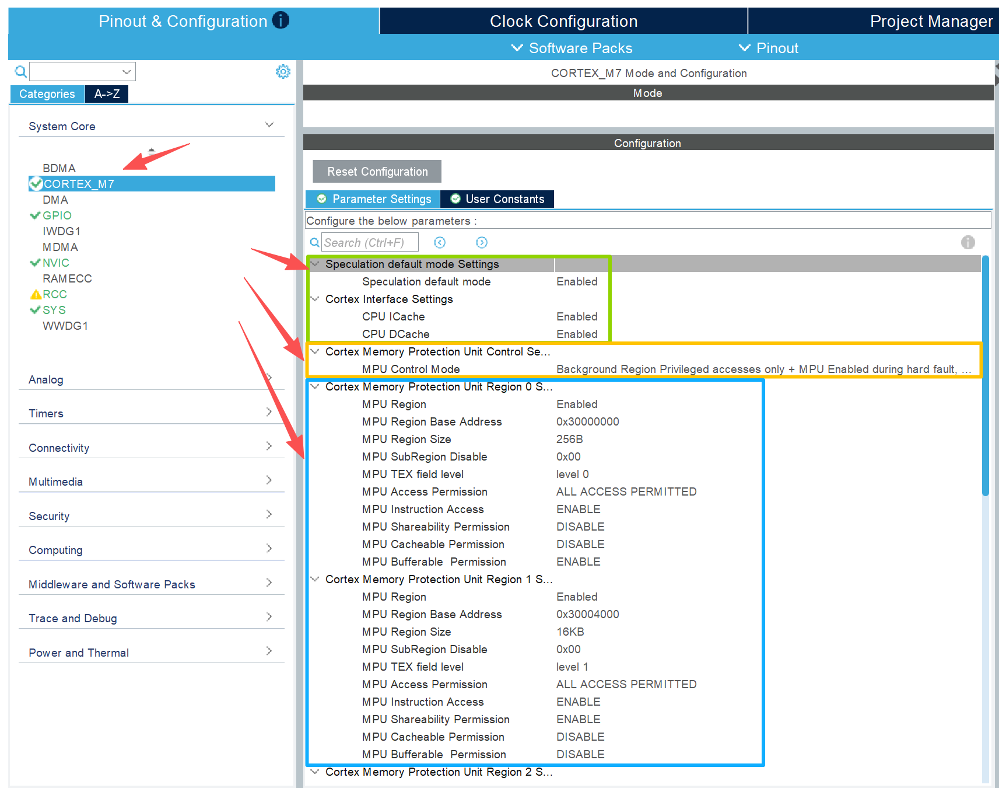 Pinout & Configuration
Clock Configuration
Project Manager
Software Packs
Pinout
Categories
A->Z
System Core
BDMA
CORTEX_M7
DMA
GPIO
IWDG1
MDMA
NVIC
RAMECC
RCC
SYS
WWDG1
Analog
Timers
Connectivity
Multimedia
Security
Computing
Middleware and Software Packs
Trace and Debug
Power and Thermal
CORTEX_M7 Mode and Configuration
Mode
Configuration
Reset Configuration
Parameter Settings
User Constants
Configure the below parameters :
Search (Ctrl+F)
Speculation default mode Settings
Speculation default mode Enabled
Cortex Interface Settings
CPU ICache Enabled
CPU DCache Enabled
Cortex Memory Protection Unit Control Se...
MPU Control Mode Background Region Privileged accesses only + MPU Enabled during hard fault, ...
Cortex Memory Protection Unit Region 0 S...
MPU Region Enabled
MPU Region Base Address 0x30000000
MPU Region Size 256B
MPU SubRegion Disable 0x00
MPU TEX field level level 0
MPU Access Permission ALL ACCESS PERMITTED
MPU Instruction Access ENABLE
MPU Shareability Permission DISABLE
MPU Cacheable Permission DISABLE
MPU Bufferable  Permission ENABLE
Cortex Memory Protection Unit Region 1 S...
MPU Region Enabled
MPU Region Base Address 0x30004000
MPU Region Size 16KB
MPU SubRegion Disable 0x00
MPU TEX field level level 1
MPU Access Permission ALL ACCESS PERMITTED
MPU Instruction Access ENABLE
MPU Shareability Permission ENABLE
MPU Cacheable Permission DISABLE
MPU Bufferable  Permission DISABLE
Cortex Memory Protection Unit Region 2 S...